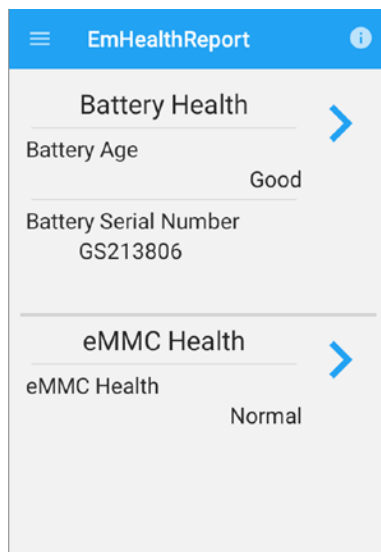 EmHealthReport
Battery Health
Battery Age
Good
Battery Serial Number
GS213806
eMMC Health
eMMC Health
Normal